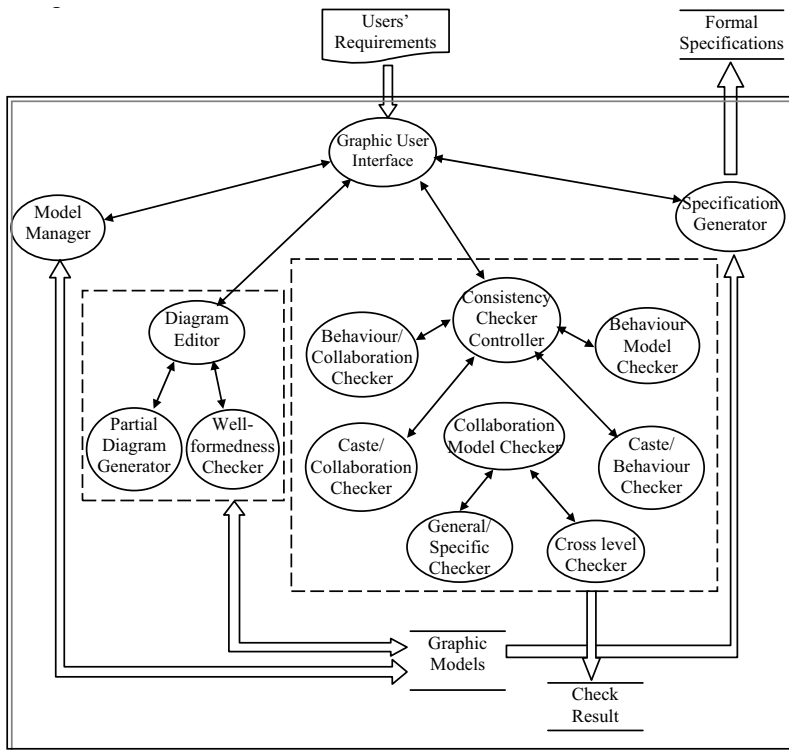 Users'
Requirements
Formal
Specifications
Graphic User
Interface
Model
Manager
Specification
Generator
Diagram
Editor
Consistency
Checker
Controller
Behaviour/
Collaboration
Checker
Behaviour
Model
Checker
Partial
Diagram
Generator
Well-
formedness
Checker
Caste/
Collaboration
Checker
Collaboration
Model Checker
Caste/
Behaviour
Checker
General/
Specific
Checker
Cross level
Checker
Graphic
Models
Check
Result